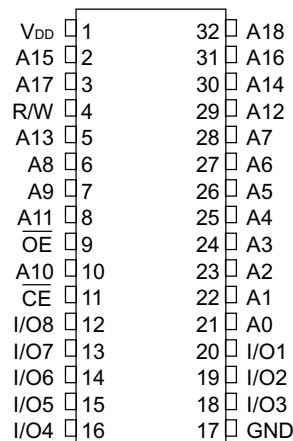 VDD 1 32 A18
A15 2 31 A16
A17 3 30 A14
R/W 4 29 A12
A13 5 28 A7
A8 6 27 A6
A9 7 26 A5
A11 8 25 A4
O̅E̅ 9 24 A3
A10 10 23 A2
C̅E̅ 11 22 A1
I/O8 12 21 A0
I/O7 13 20 I/O1
I/O6 14 19 I/O2
I/O5 15 18 I/O3
I/O4 16 17 GND